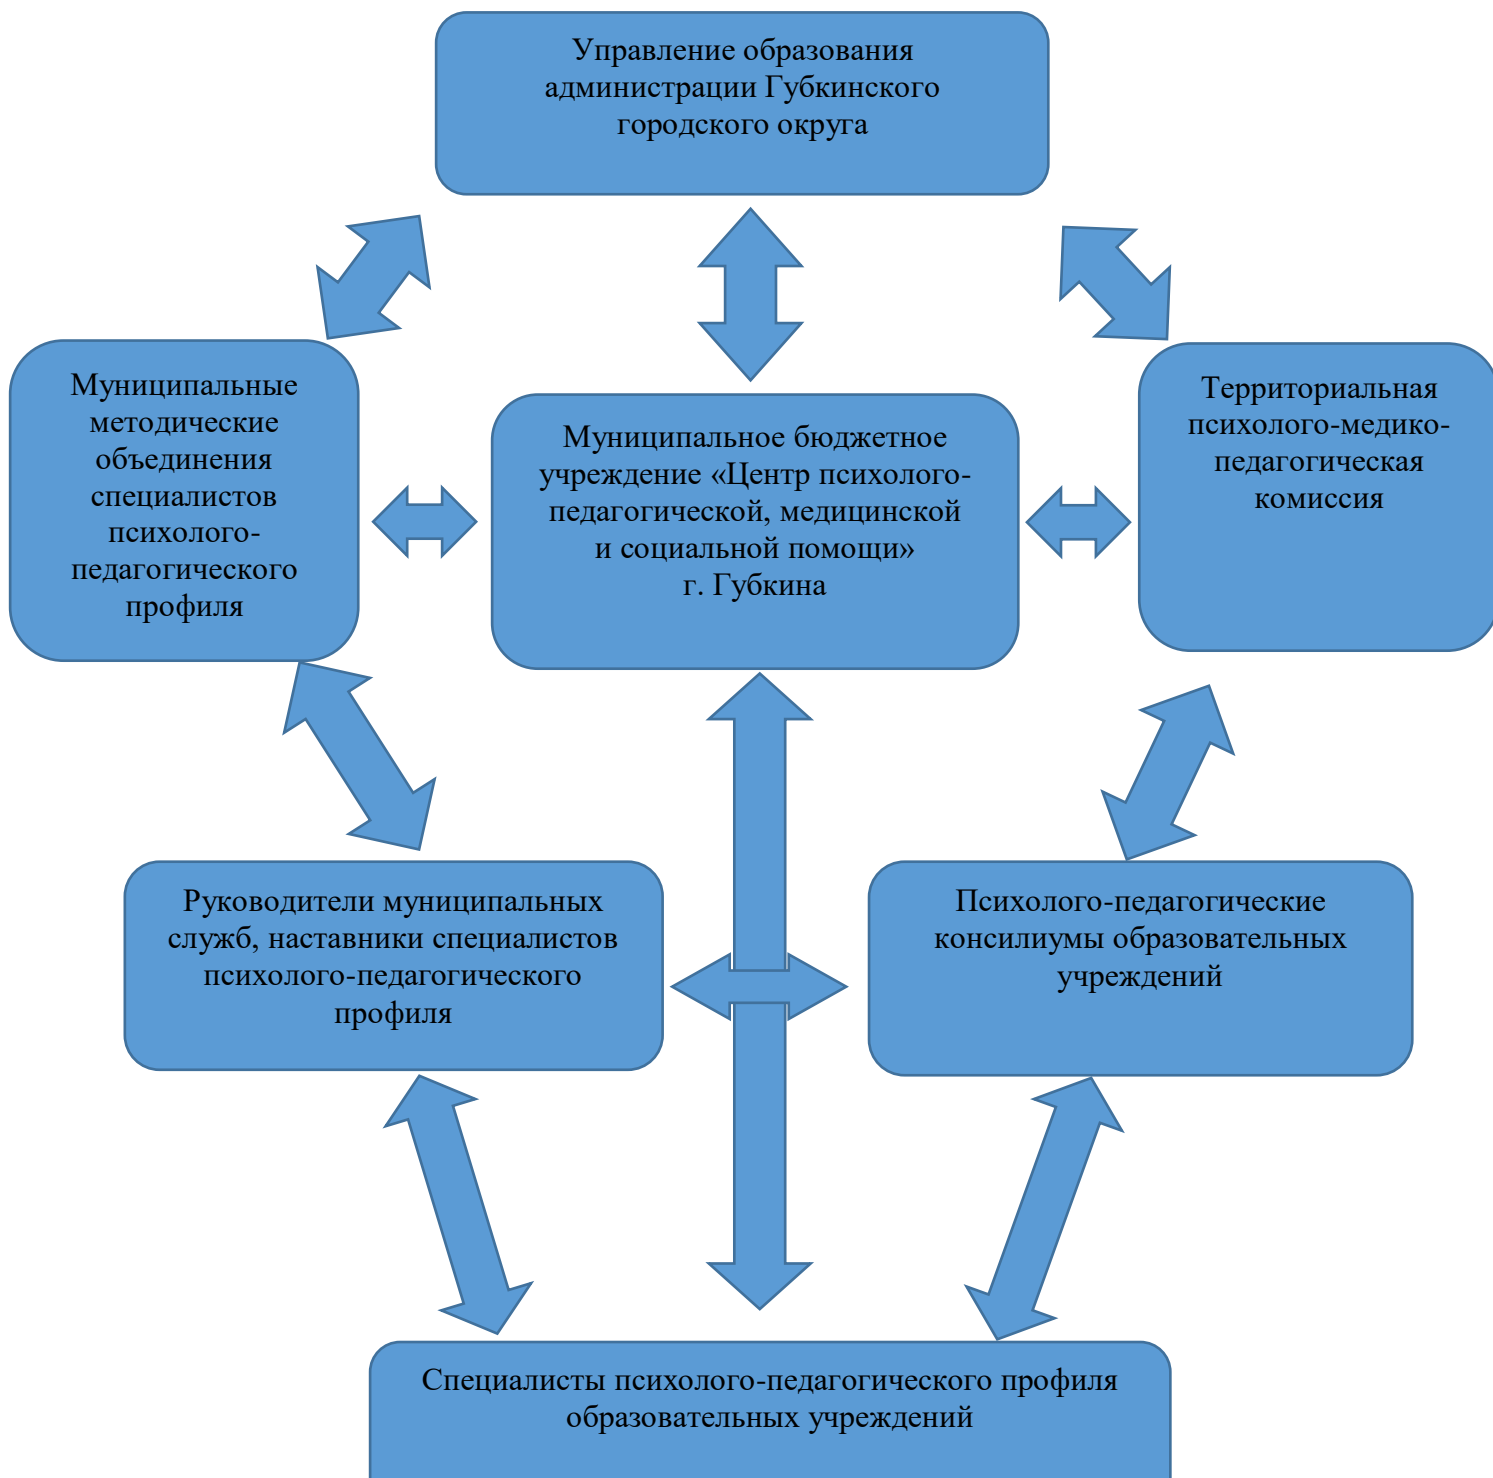 Управление образования
администрации Губкинского
городского округа
Муниципальные
методические
объединения
специалистов
психолого-
педагогического
профиля
Муниципальное бюджетное
учреждение «Центр психолого-
педагогической, медицинской
и социальной помощи»
г. Губкина
Территориальная
психолого-медико-
педагогическая
комиссия
Руководители муниципальных
служб, наставники специалистов
психолого-педагогического
профиля
Психолого-педагогические
консилиумы образовательных
учреждений
Специалисты психолого-педагогического профиля
образовательных учреждений